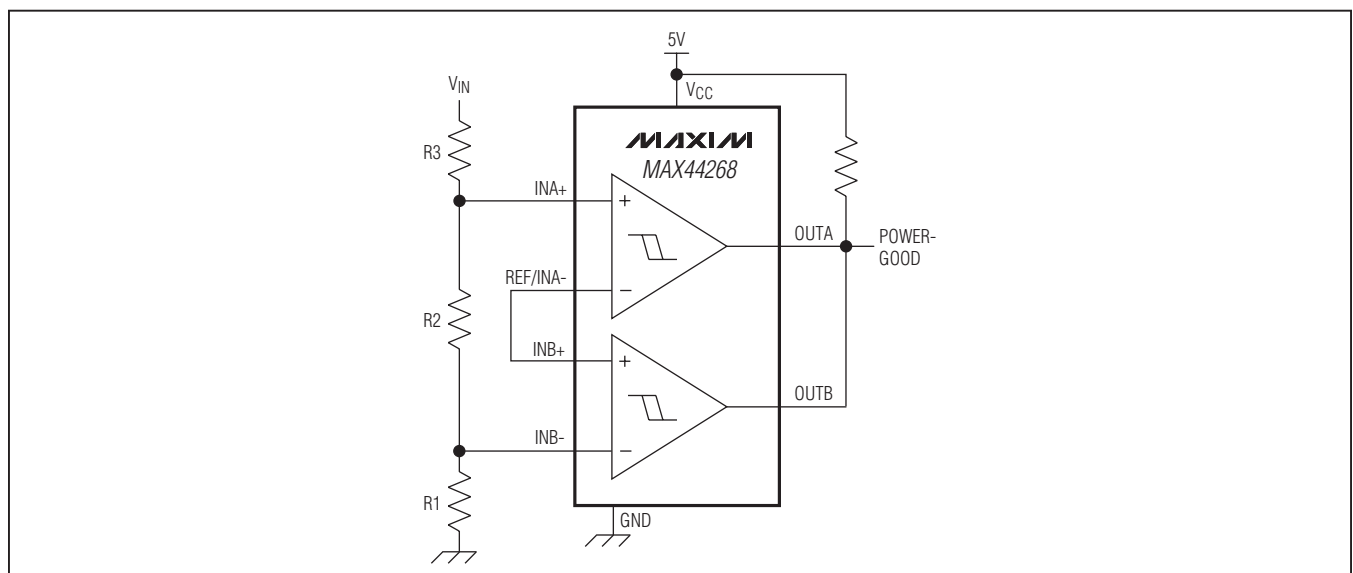 5V
VCC
VIN
MAXIM
MAX44268
R3
INA+
+
OUTA
POWER-
GOOD
REF/INA-
−
R2
INB+
+
OUTB
INB-
−
R1
GND